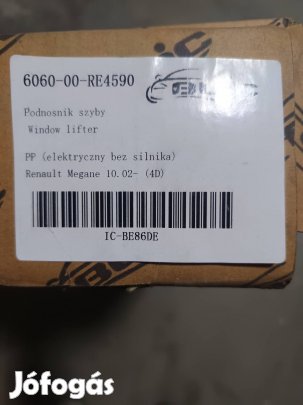 6060-00-RE4590
Podnosnik szyby
Window lifter
PP (elektryczny bez silnika)
Renault Megane 10.02- (4D)
IC-BE86DE
Jófogás